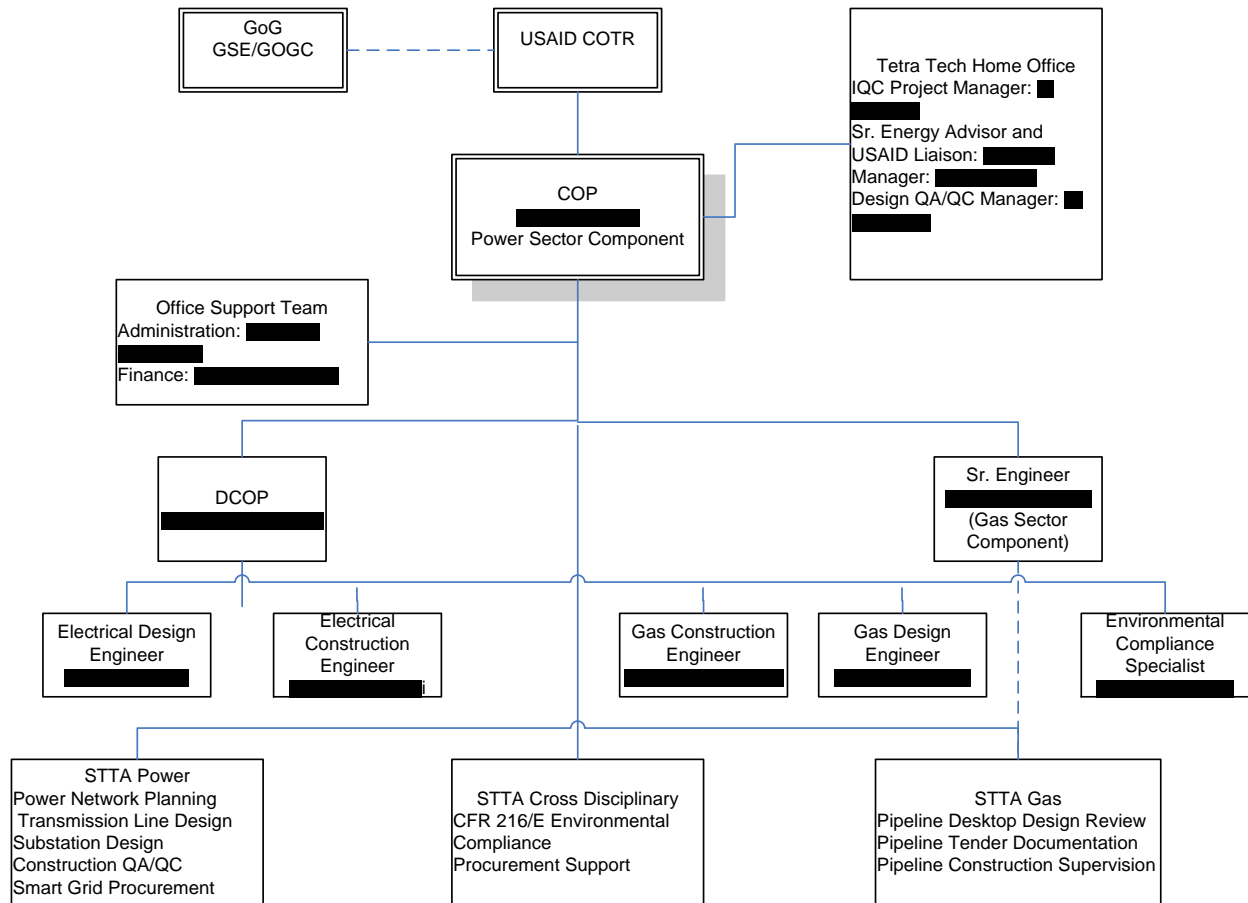 GoG
GSE/GOGC
USAID COTR
Tetra Tech Home Office
IQC Project Manager:
Sr. Energy Advisor and
USAID Liaison:
Manager:
Design QA/QC Manager:
COP
Power Sector Component
Office Support Team
Administration:
Finance:
DCOP
Sr. Engineer
(Gas Sector
Component)
Electrical Design
Engineer
Electrical
Construction
Engineer
i
Gas Construction
Engineer
Gas Design
Engineer
Environmental
Compliance
Specialist
STTA Power
Power Network Planning
Transmission Line Design
Substation Design
Construction QA/QC
Smart Grid Procurement
STTA Cross Disciplinary
CFR 216/E Environmental
Compliance
Procurement Support
STTA Gas
Pipeline Desktop Design Review
Pipeline Tender Documentation
Pipeline Construction Supervision